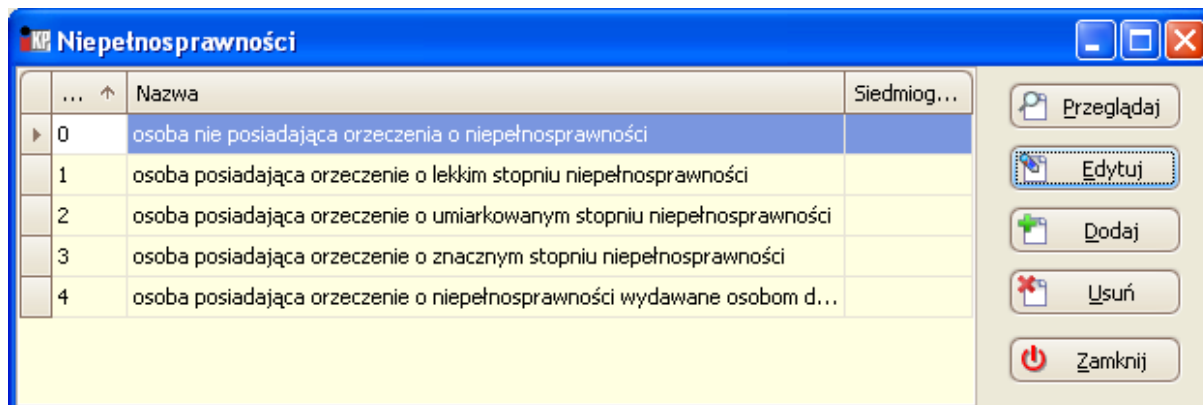 KP Niepełnosprawności
... Nazwa Siedmiog...
0 osoba nie posiadająca orzeczenia o niepełnosprawności
1 osoba posiadająca orzeczenie o lekkim stopniu niepełnosprawności
2 osoba posiadająca orzeczenie o umiarkowanym stopniu niepełnosprawności
3 osoba posiadająca orzeczenie o znacznym stopniu niepełnosprawności
4 osoba posiadająca orzeczenie o niepełnosprawności wydawane osobom d...
Przeglądaj
Edytuj
Dodaj
Usuń
Zamknij